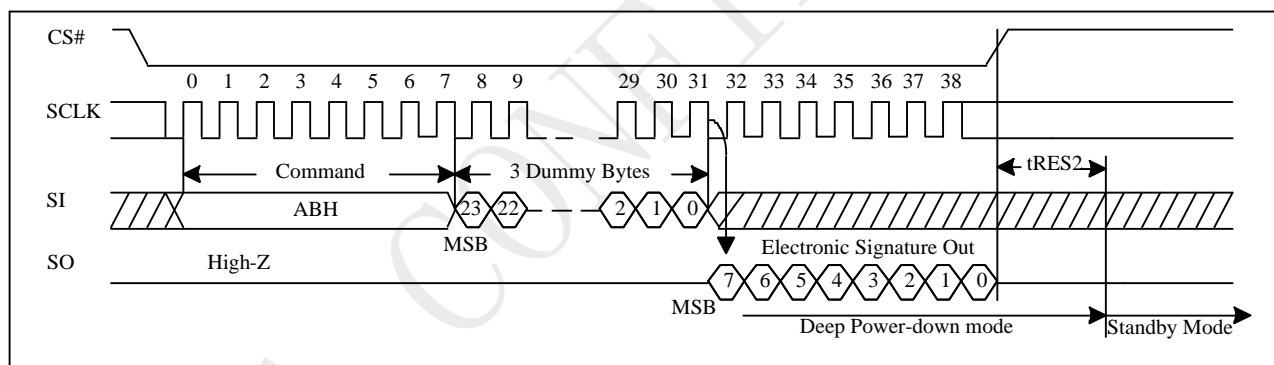 CS#
0 1 2 3 4 5 6 7 8 9 29 30 31 32 33 34 35 36 37 38
SCLK
Command 3 Dummy Bytes tRES2
SI ABH 23 22 2 1 0
MSB Electronic Signature Out
SO High-Z 7 6 5 4 3 2 1 0
MSB Deep Power-down mode Standby Mode